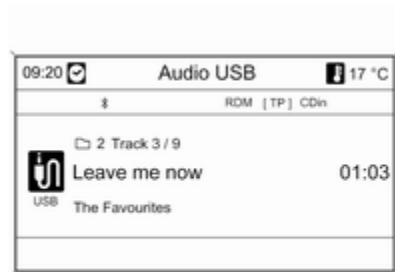 09:20 Audio USB 17 °C
RDM [TP] CDin
2 Track 3 / 9
Leave me now 01:03
USB
The Favourites